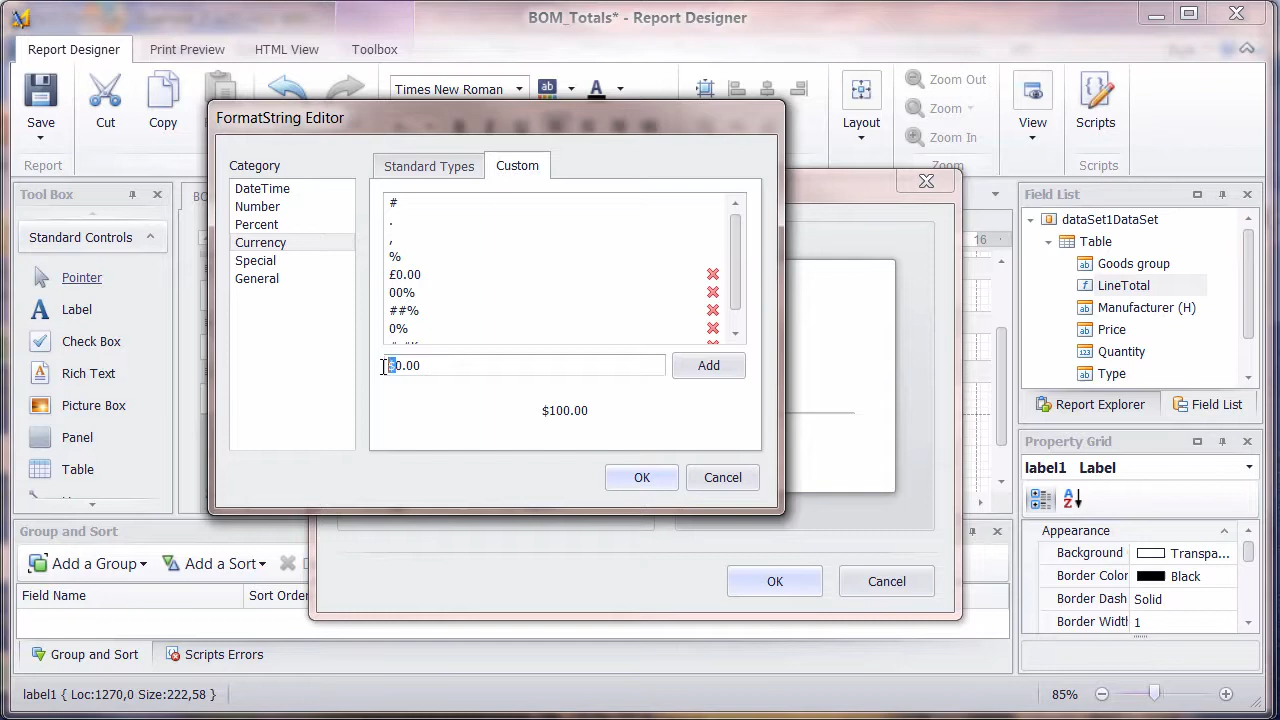 BOM_Totals* - Report Designer
Report Designer
Print Preview
HTML View
Toolbox
Save
Cut
Copy
Times New Roman
Layout
Zoom Out
Zoom
Zoom In
View
Scripts
Report
Zoom
Scripts
FormatString Editor
Category
DateTime
Number
Percent
Currency
Special
General
Standard Types
Custom
#
.
,
%
£0.00
00%
##%
0%
$0.00
Add
$100.00
OK
Cancel
OK
Cancel
Tool Box
Standard Controls
Pointer
Label
Check Box
Rich Text
Picture Box
Panel
Table
16
Field List
dataSet1DataSet
Table
Goods group
LineTotal
Manufacturer (H)
Price
Quantity
Type
Report Explorer
Field List
Property Grid
label1 Label
Appearance
Background Transpa...
Border Color Black
Border Dash Solid
Border Width 1
Group and Sort
Add a Group
Add a Sort
Field Name
Sort Order
Group and Sort
Scripts Errors
label1 { Loc:1270,0 Size:222,58 }
85%